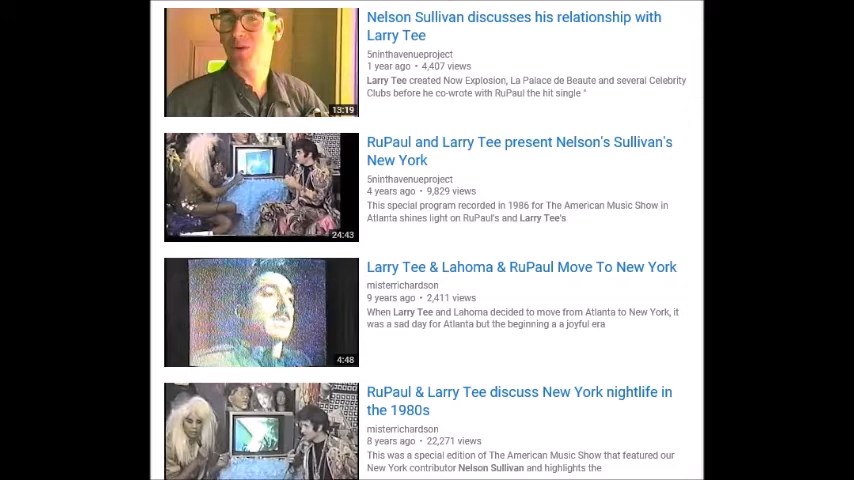 Nelson Sullivan discusses his relationship with
Larry Tee
5ninthavenueproject
1 year ago • 4,407 views
Larry Tee created Now Explosion, La Palace de Beaute and several Celebrity
Clubs before he co-wrote with RuPaul the hit single "
13:19
RuPaul and Larry Tee present Nelson's Sullivan's
New York
5ninthavenueproject
4 years ago • 9,829 views
This special program recorded in 1986 for The American Music Show in
Atlanta shines light on RuPaul's and Larry Tee's
24:43
Larry Tee & Lahoma & RuPaul Move To New York
misterrichardson
9 years ago • 2,411 views
When Larry Tee and Lahoma decided to move from Atlanta to New York, it
was a sad day for Atlanta but the beginning a a joyful era
4:48
RuPaul & Larry Tee discuss New York nightlife in
the 1980s
misterrichardson
8 years ago • 22,271 views
This was a special edition of The American Music Show that featured our
New York contributor Nelson Sullivan and highlights the